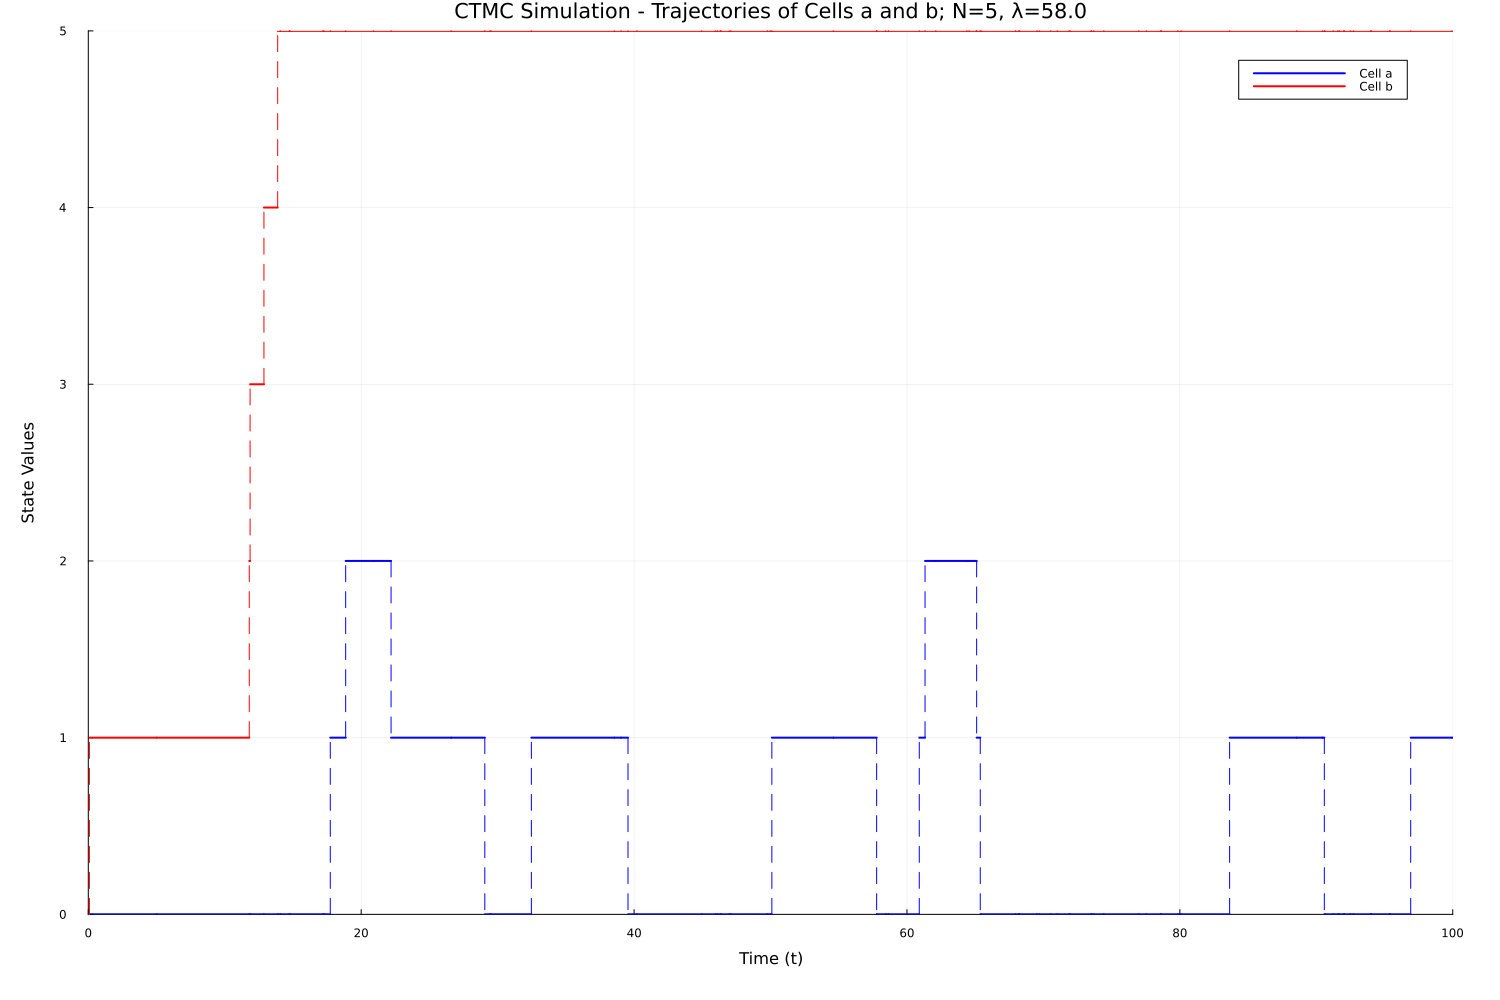 CTMC Simulation - Trajectories of Cells a and b; N=5, λ=58.0
5
Cell a
Cell b
4
3
State Values
2
1
0
0 20 40 60 80 100
Time (t)